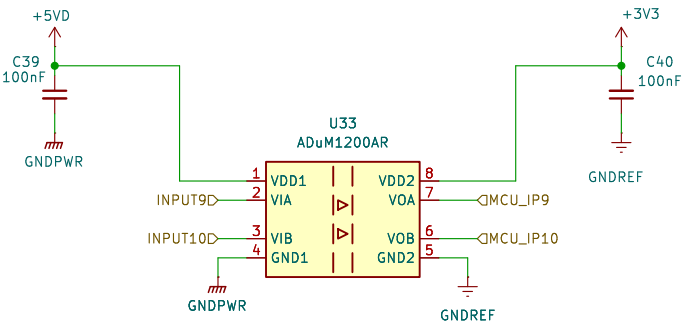 +5VD
+3V3
C39
100nF
C40
100nF
GNDPWR
GNDREF
U33
ADuM1200AR
1
VDD1
VDD2
8
INPUT9
2
VIA
VOA
7
MCU_IP9
INPUT10
3
VIB
VOB
6
MCU_IP10
4
GND1
GND2
5
GNDPWR
GNDREF